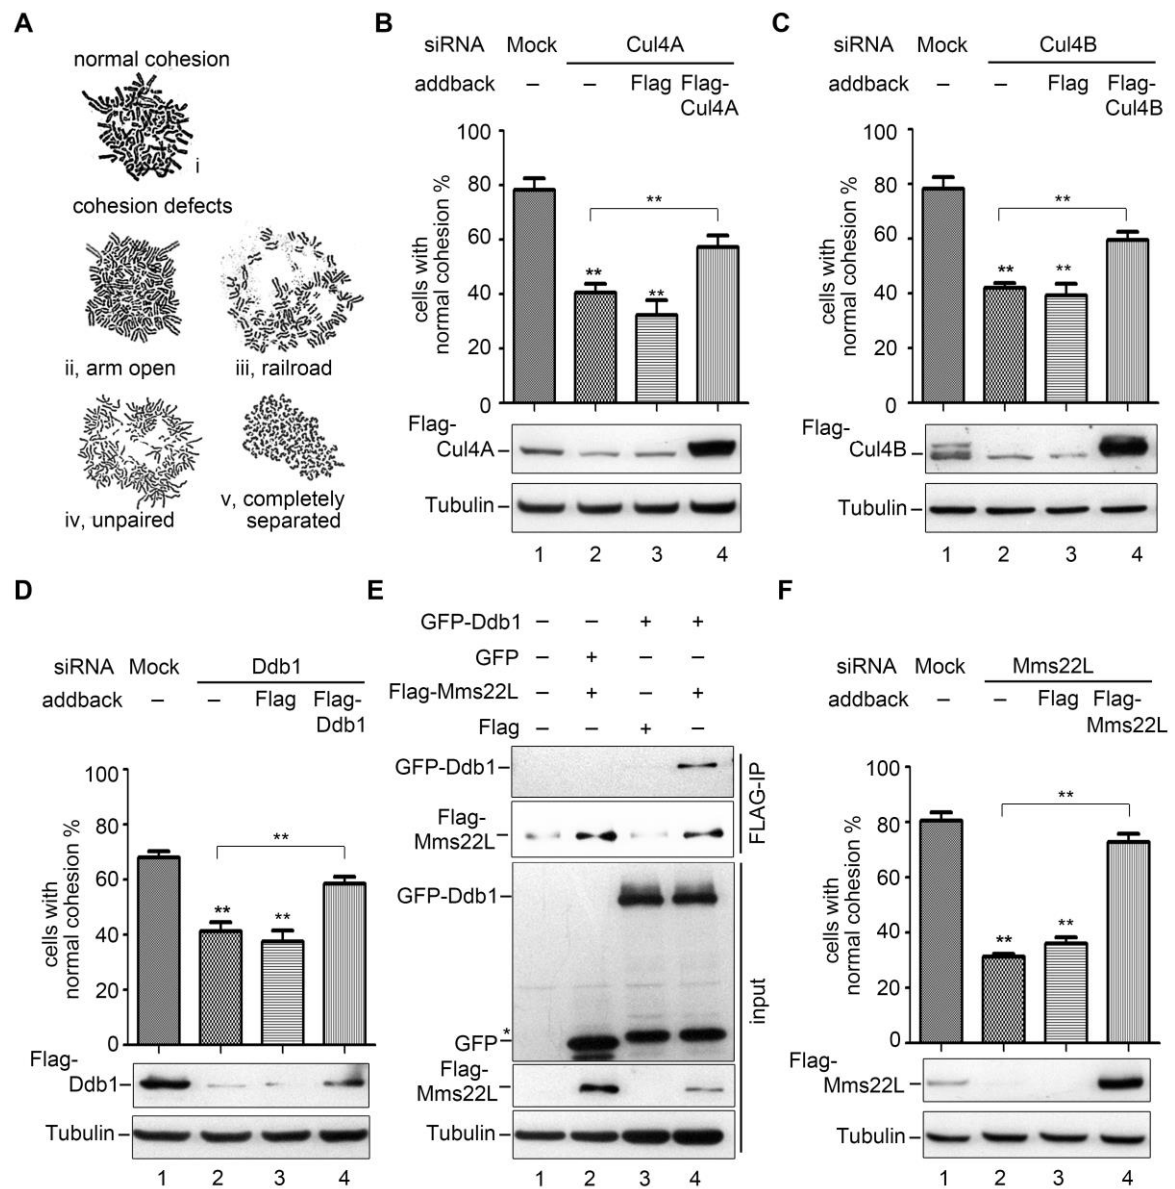 A
normal cohesion
i
cohesion defects
ii, arm open
iii, railroad
iv, unpaired
v, completely
separated
B
siRNA Mock Cul4A
addback – – Flag Flag-
Cul4A
cells with
normal cohesion %
100
80
60
40
20
0
**
**
**
Flag-
Cul4A
Tubulin
1 2 3 4
C
siRNA Mock Cul4B
addback – – Flag Flag-
Cul4B
cells with
normal cohesion %
100
80
60
40
20
0
**
**
**
Flag-
Cul4B
Tubulin
1 2 3 4
D
siRNA Mock Ddb1
addback – – Flag Flag-
Ddb1
cells with
normal cohesion %
100
80
60
40
20
0
**
**
**
Flag-
Ddb1
Tubulin
1 2 3 4
E
GFP-Ddb1 – – + +
GFP – + – –
Flag-Mms22L – + – +
Flag – – + –
GFP-Ddb1
Flag-
Mms22L
FLAG-IP
GFP-Ddb1
*
GFP
Flag-
Mms22L
Tubulin
input
1 2 3 4
F
siRNA Mock Mms22L
addback – – Flag Flag-
Mms22L
cells with
normal cohesion %
100
80
60
40
20
0
**
**
**
Flag-
Mms22L
Tubulin
1 2 3 4